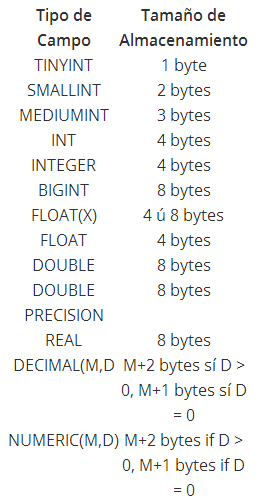 Tipo de Tamaño de
Campo Almacenamiento
TINYINT 1 byte
SMALLINT 2 bytes
MEDIUMINT 3 bytes
INT 4 bytes
INTEGER 4 bytes
BIGINT 8 bytes
FLOAT(X) 4 ú 8 bytes
FLOAT 4 bytes
DOUBLE 8 bytes
DOUBLE 8 bytes
PRECISION
REAL 8 bytes
DECIMAL(M,D M+2 bytes sí D >
0, M+1 bytes sí D
= 0
NUMERIC(M,D) M+2 bytes if D >
0, M+1 bytes if D
= 0